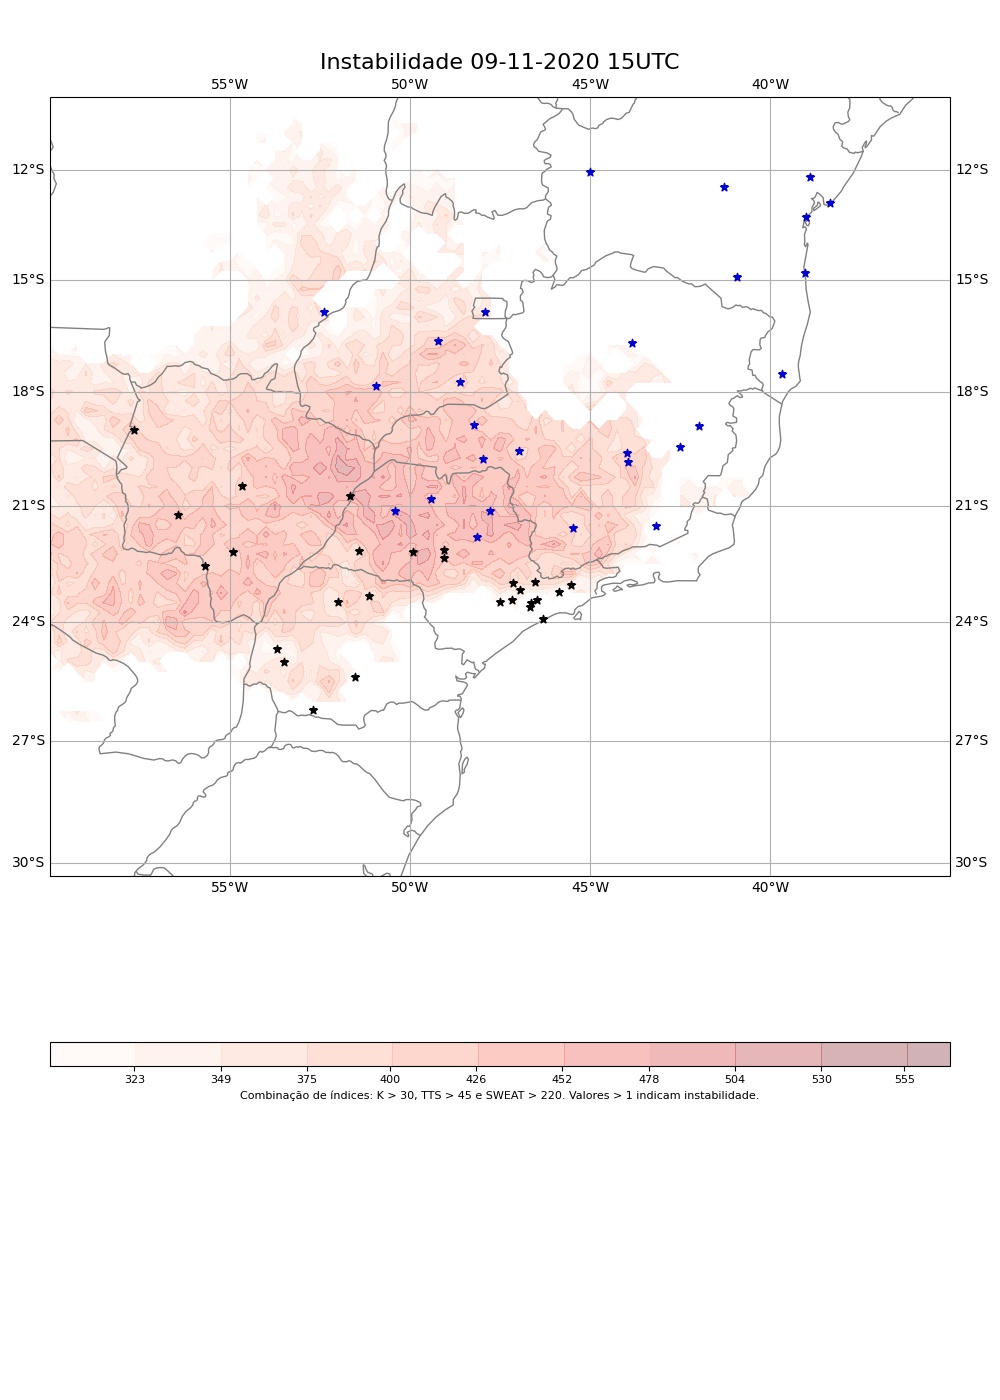 Instabilidade 09-11-2020 15UTC
55°W 50°W 45°W 40°W
12°S 12°S
15°S 15°S
18°S 18°S
21°S 21°S
24°S 24°S
27°S 27°S
30°S 30°S
55°W 50°W 45°W 40°W
323 349 375 400 426 452 478 504 530 555
Combinação de índices: K > 30, TTS > 45 e SWEAT > 220. Valores > 1 indicam instabilidade.